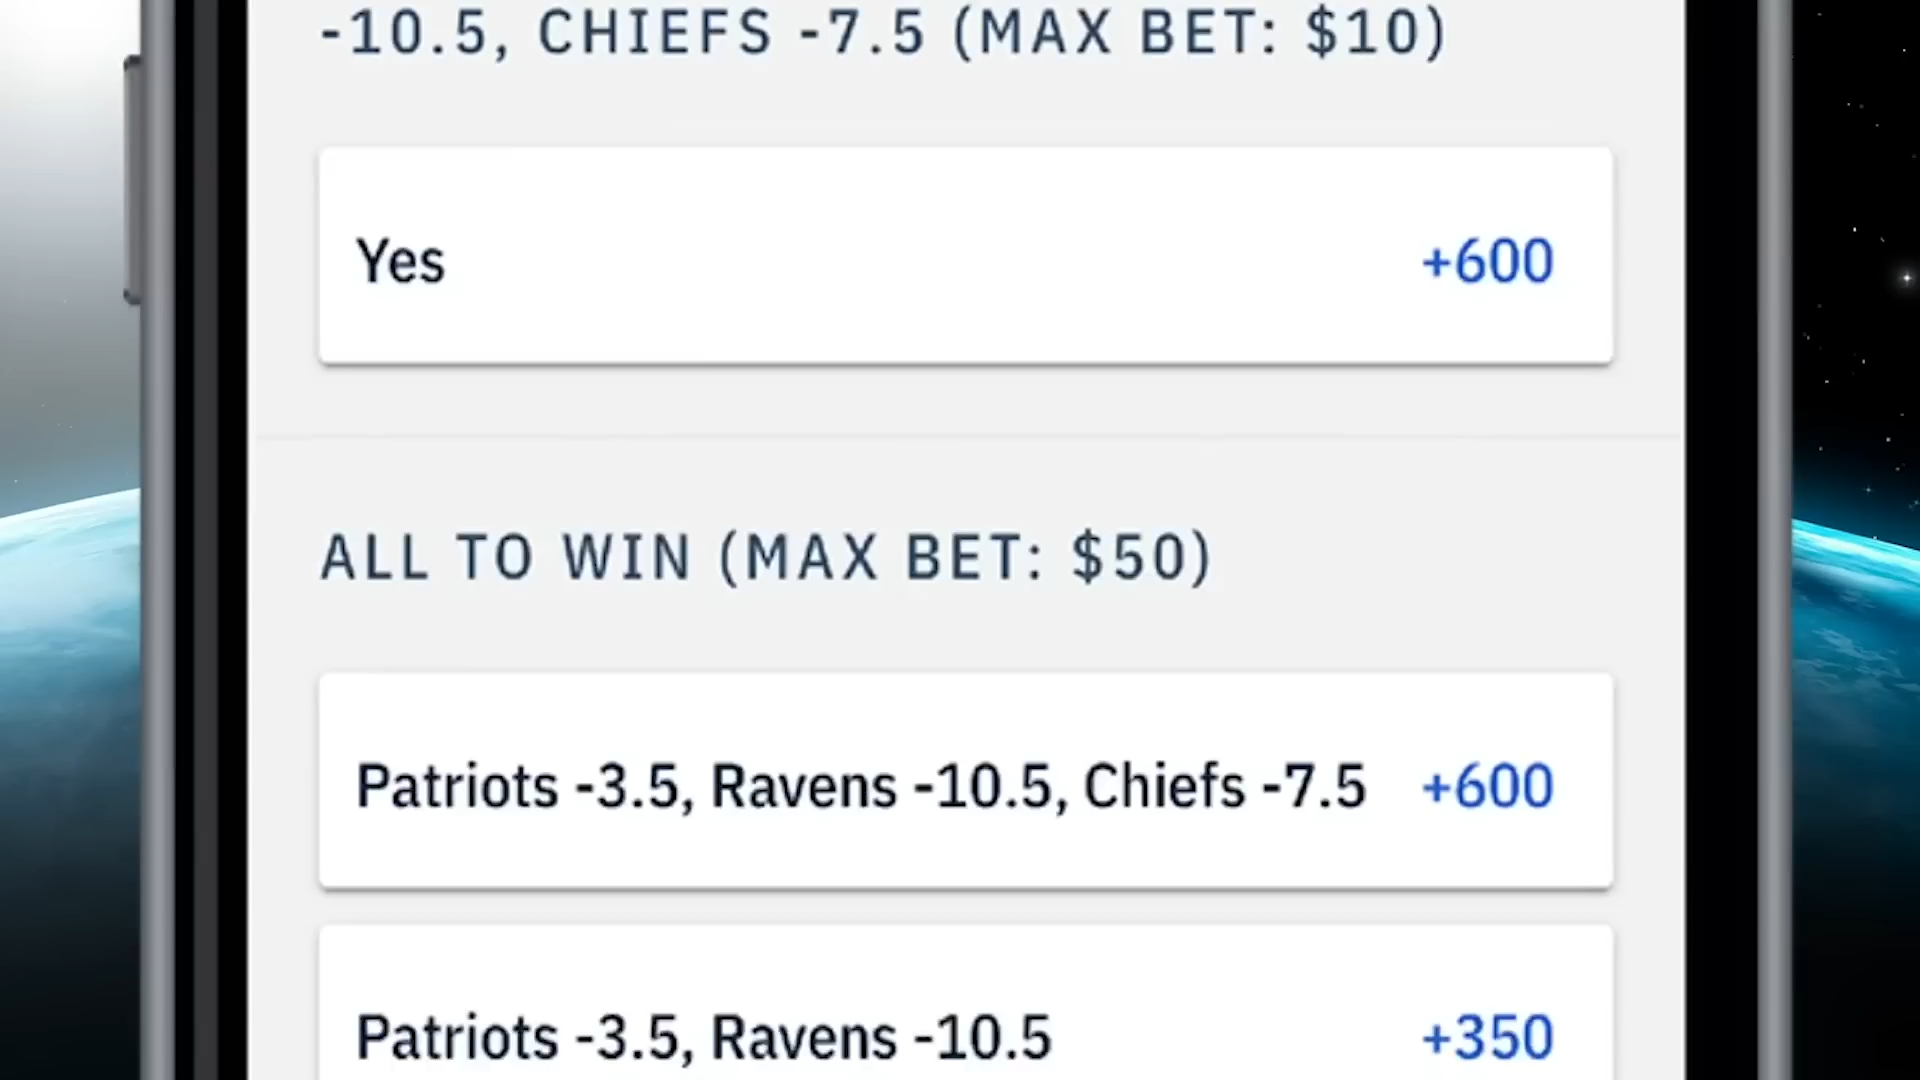 -10.5, CHIEFS -7.5 (MAX BET: $10)
Yes +600
ALL TO WIN (MAX BET: $50)
Patriots -3.5, Ravens -10.5, Chiefs -7.5 +600
Patriots -3.5, Ravens -10.5 +350